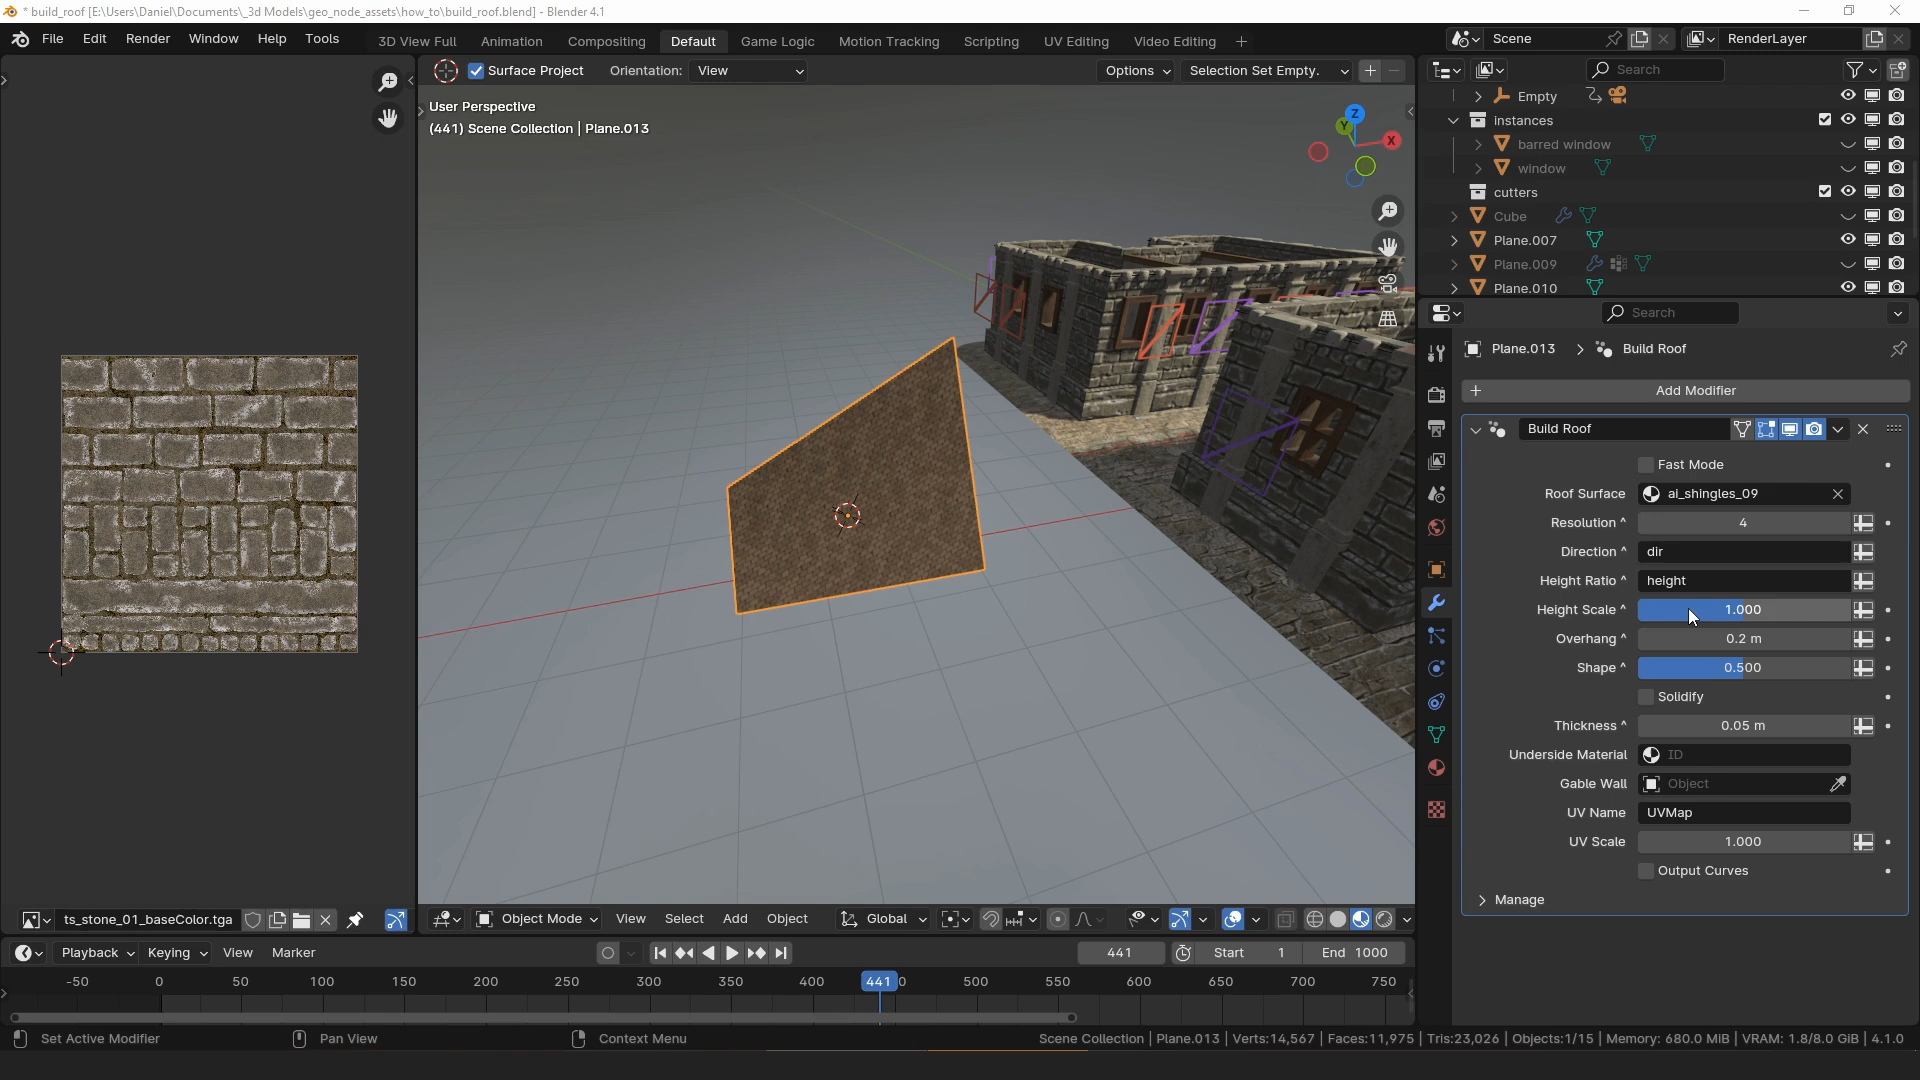 * build_roof [E:\Users\Daniel\Documents\_3d Models\geo_node_assets\how_to\build_roof.blend] - Blender 4.1
File Edit Render Window Help Tools 3D View Full Animation Compositing Default Game Logic Motion Tracking Scripting UV Editing Video Editing + Scene RenderLayer
Surface Project Orientation: View Options Selection Set Empty. Search
User Perspective
(441) Scene Collection | Plane.013
Z
Y
X
Empty
instances
barred window
window
cutters
Cube
Plane.007
Plane.009
Plane.010
Search
Plane.013 > Build Roof
+ Add Modifier
Build Roof
Fast Mode
Roof Surface ai_shingles_09
Resolution ^ 4
Direction ^ dir
Height Ratio ^ height
Height Scale ^ 1.000
Overhang ^ 0.2 m
Shape ^ 0.500
Solidify
Thickness ^ 0.05 m
Underside Material ID
Gable Wall Object
UV Name UVMap
UV Scale 1.000
Output Curves
Manage
ts_stone_01_baseColor.tga Object Mode View Select Add Object Global
Playback Keying View Marker 441 Start 1 End 1000
-50 0 50 100 150 200 250 300 350 400 441 0 500 550 600 650 700 750
Set Active Modifier Pan View Context Menu Scene Collection | Plane.013 | Verts:14,567 | Faces:11,975 | Tris:23,026 | Objects:1/15 | Memory: 680.0 MiB | VRAM: 1.8/8.0 GiB | 4.1.0